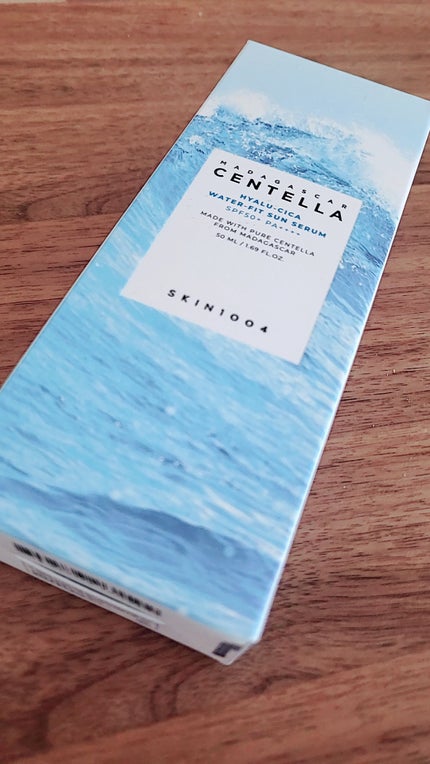 MADAGASCAR
CENTELLA
HYALU-CICA
WATER-FIT SUN SERUM
SPF50+ PA++++
MADE WITH PURE CENTELLA
FROM MADAGASCAR
50 ML / 1.69 FL.OZ.
SKIN1004